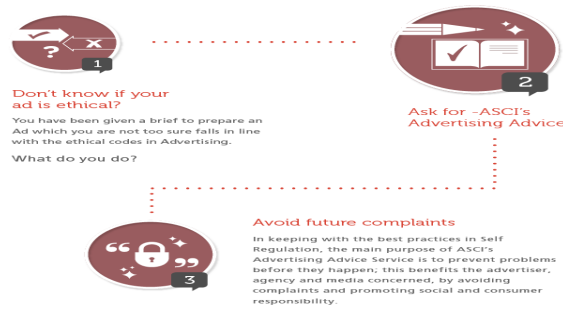 1
Don't know if your
ad is ethical?
You have been given a brief to prepare an
Ad which you are not too sure falls in line
with the ethical codes in Advertising.
What do you do?
2
Ask for -ASCI's
Advertising Advice
3
Avoid future complaints
In keeping with the best practices in Self
Regulation, the main purpose of ASCI's
Advertising Advice Service is to prevent problems
before they happen; this benefits the advertiser,
agency and media concerned, by avoiding
complaints and promoting social and consumer
responsibility.